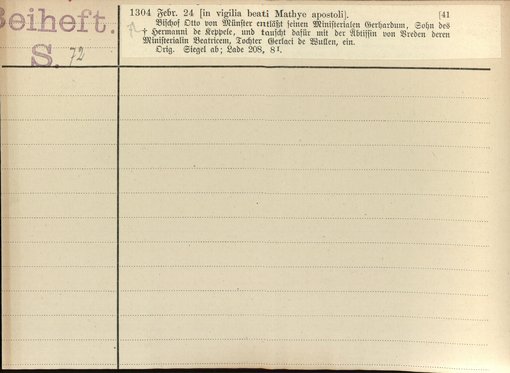 Beiheft.
S. 72
1304 Febr. 24 [in vigilia beati Mathye apostoli]. [41
Bischof Otto von Münster entläßt seinen Ministerialen Gerhardum, Sohn des
† Hermanni de Keppele, und tauscht dafür mit der Äbtissin von Vreden deren
Ministerialin Beatricem, Tochter Gerlaci de Wullen, ein.
Orig. Siegel ab; Lade 208, 8¹.